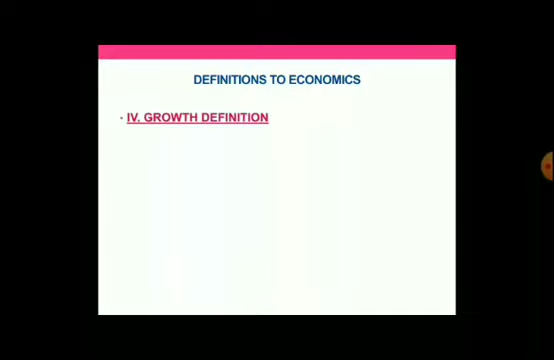 DEFINITIONS TO ECONOMICS
• IV. GROWTH DEFINITION